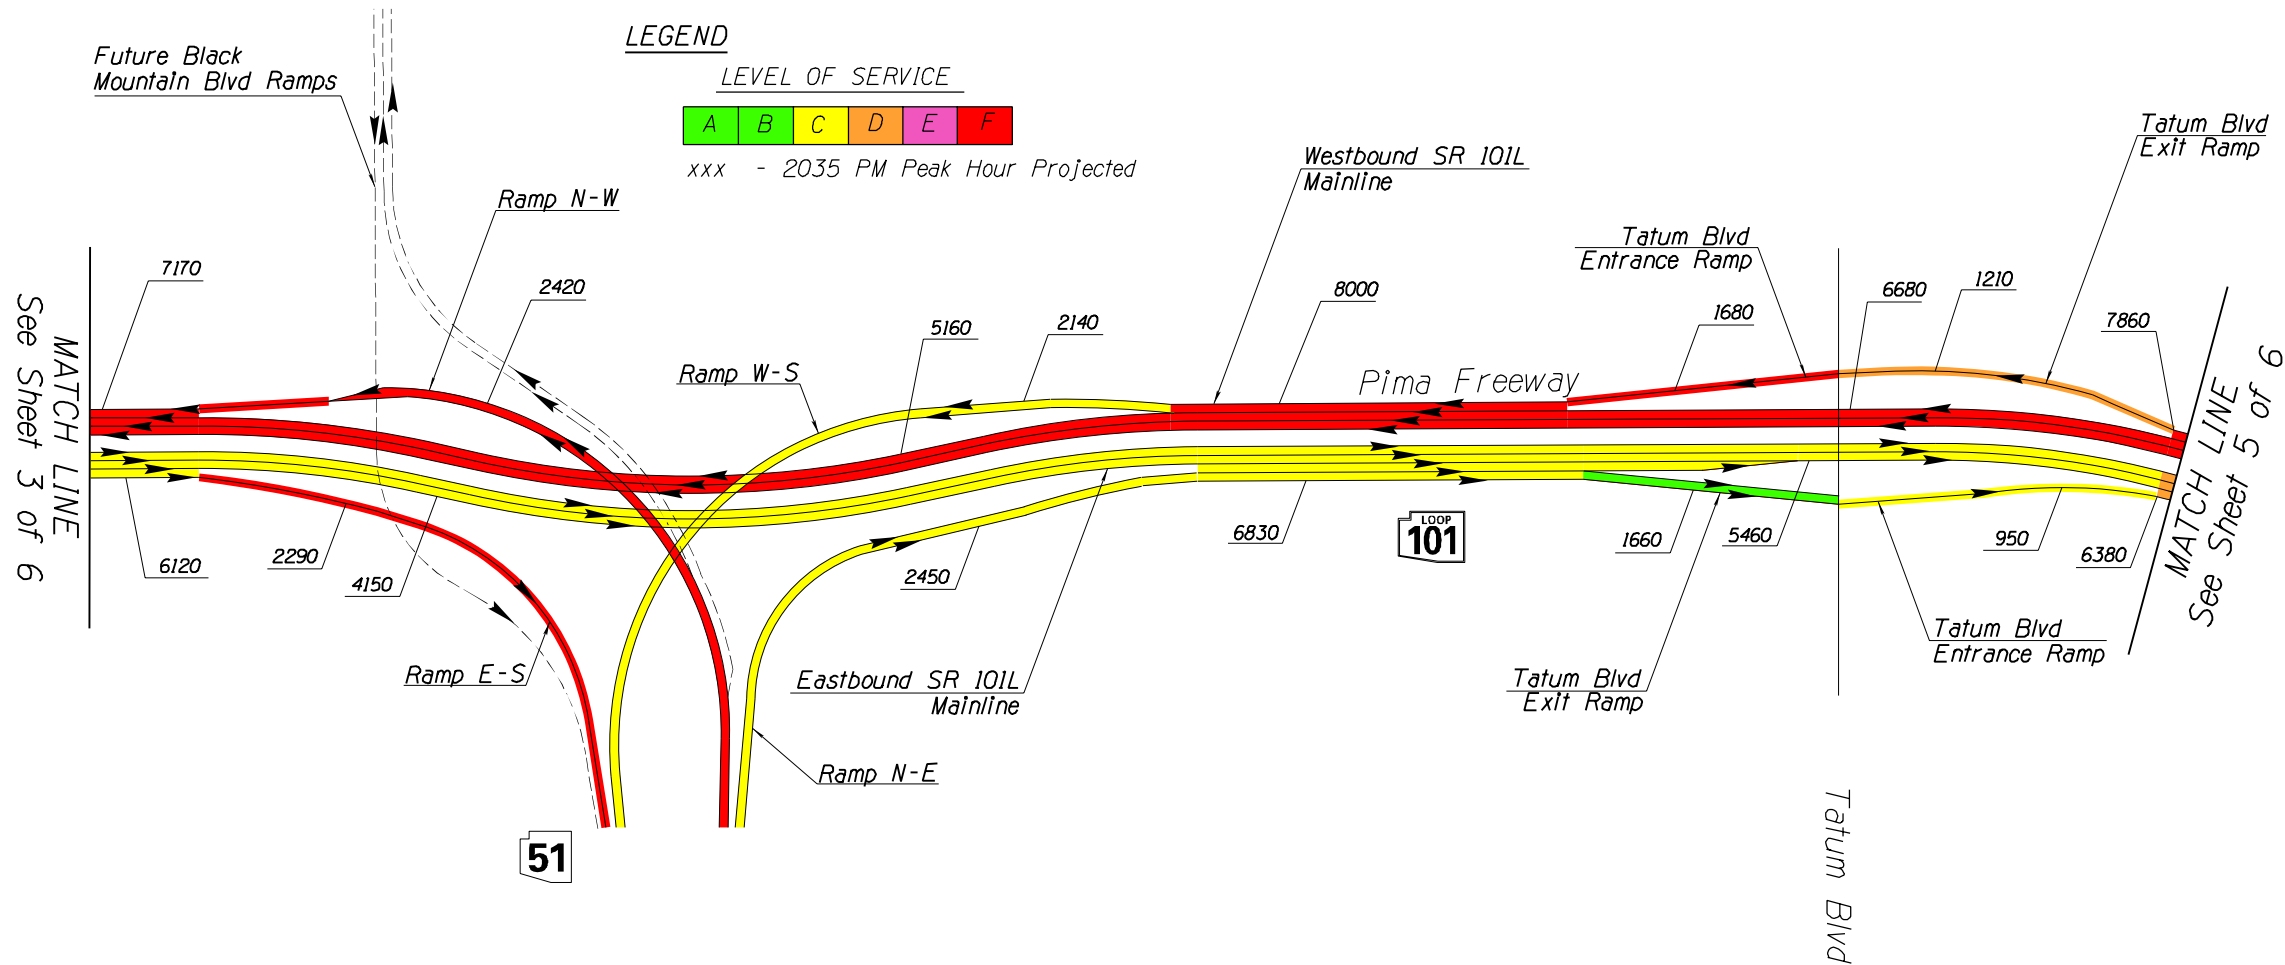 LEGEND
LEVEL OF SERVICE
A B C D E F
xxx - 2035 PM Peak Hour Projected
Future Black
Mountain Blvd Ramps
Ramp N-W
Westbound SR 101L
Mainline
Tatum Blvd
Exit Ramp
Tatum Blvd
Entrance Ramp
7170
2420
5160
2140
8000
1680
6680
1210
7860
Ramp W-S
Pima Freeway
MATCH LINE
See Sheet 3 of 6
MATCH LINE
See Sheet 5 of 6
6120
2290
4150
2450
6830
LOOP
101
1660
5460
950
6380
Ramp E-S
Eastbound SR 101L
Mainline
Tatum Blvd
Exit Ramp
Tatum Blvd
Entrance Ramp
Ramp N-E
51
Tatum Blvd